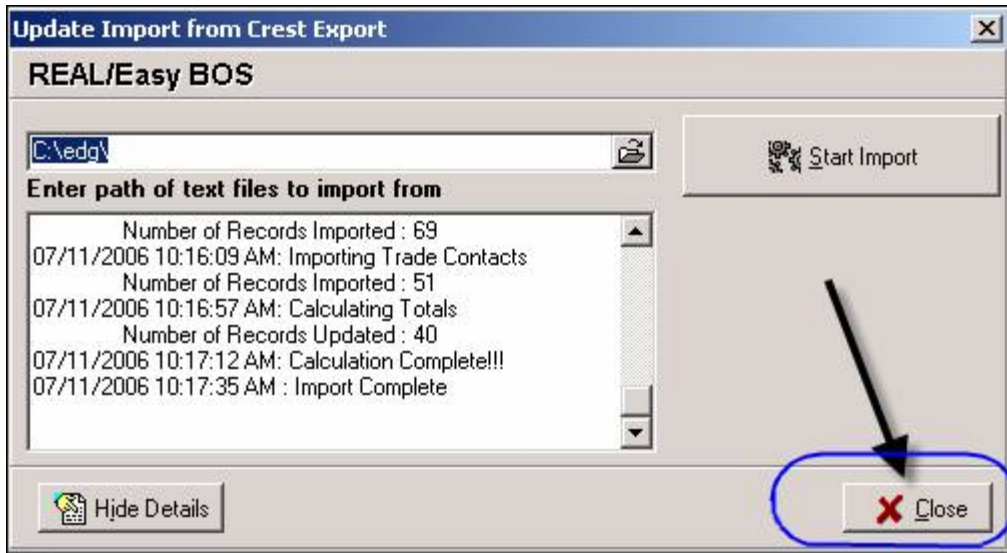 Update Import from Crest Export
REAL/Easy BOS
C:\edg\
Start Import
Enter path of text files to import from
Number of Records Imported : 69
07/11/2006 10:16:09 AM: Importing Trade Contacts
Number of Records Imported : 51
07/11/2006 10:16:57 AM: Calculating Totals
Number of Records Updated : 40
07/11/2006 10:17:12 AM: Calculation Complete!!!
07/11/2006 10:17:35 AM : Import Complete
Hide Details
Close